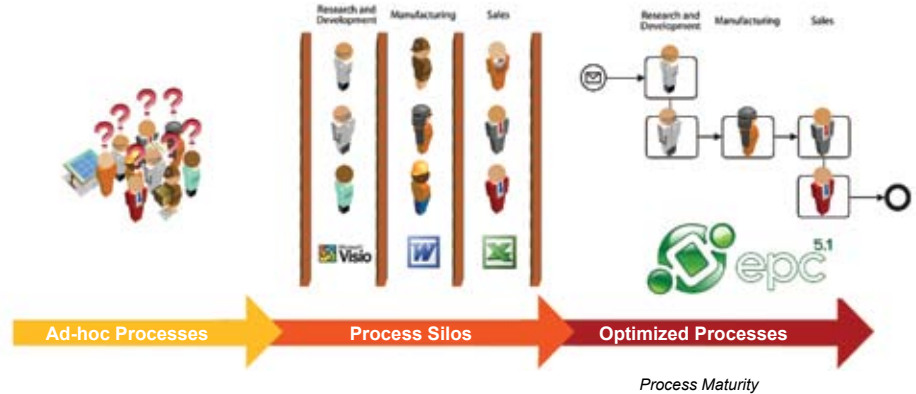 Research and
Development
Manufacturing
Sales
Research and
Development
Manufacturing
Sales
Microsoft
Visio
W
X
epc 5.1
Ad-hoc Processes
Process Silos
Optimized Processes
Process Maturity